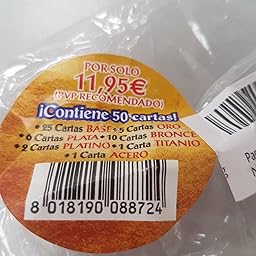 POR SOLO
11,95€
(PVP RECOMENDADO)
¡Contiene 50 cartas!
• 25 Cartas BASE • 5 Cartas ORO
• 6 Cartas PLATA • 10 Cartas BRONCE
• 2 Cartas PLATINO • 1 Carta TITANIO
• 1 Carta ACERO
8 018190 088724